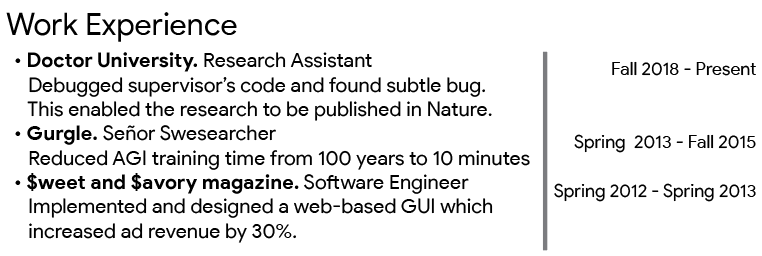 Work Experience
• Doctor University. Research Assistant
Fall 2018 - Present
Debugged supervisor's code and found subtle bug.
This enabled the research to be published in Nature.
• Gurgle. Señor Swesearcher
Spring 2013 - Fall 2015
Reduced AGI training time from 100 years to 10 minutes
• $weet and $avory magazine. Software Engineer
Spring 2012 - Spring 2013
Implemented and designed a web-based GUI which
increased ad revenue by 30%.